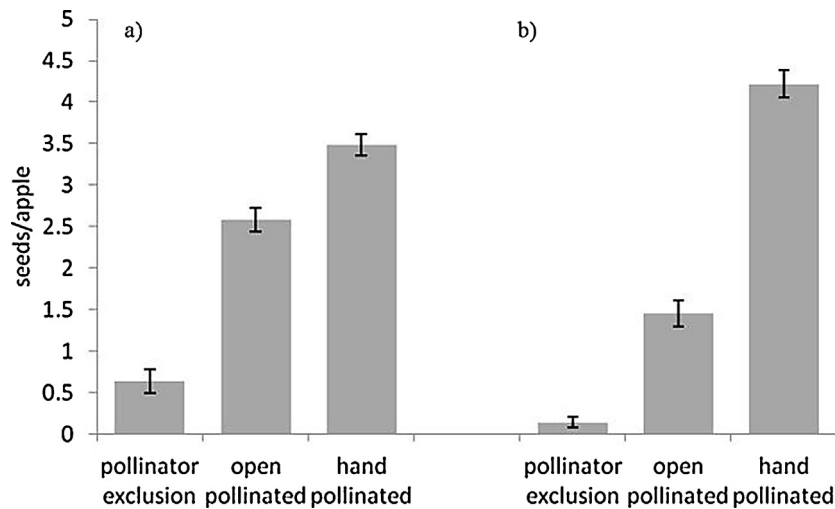 a)
b)
seeds/apple
5
4.5
4
3.5
3
2.5
2
1.5
1
0.5
0
pollinator exclusion
open pollinated
hand pollinated
pollinator exclusion
open pollinated
hand pollinated